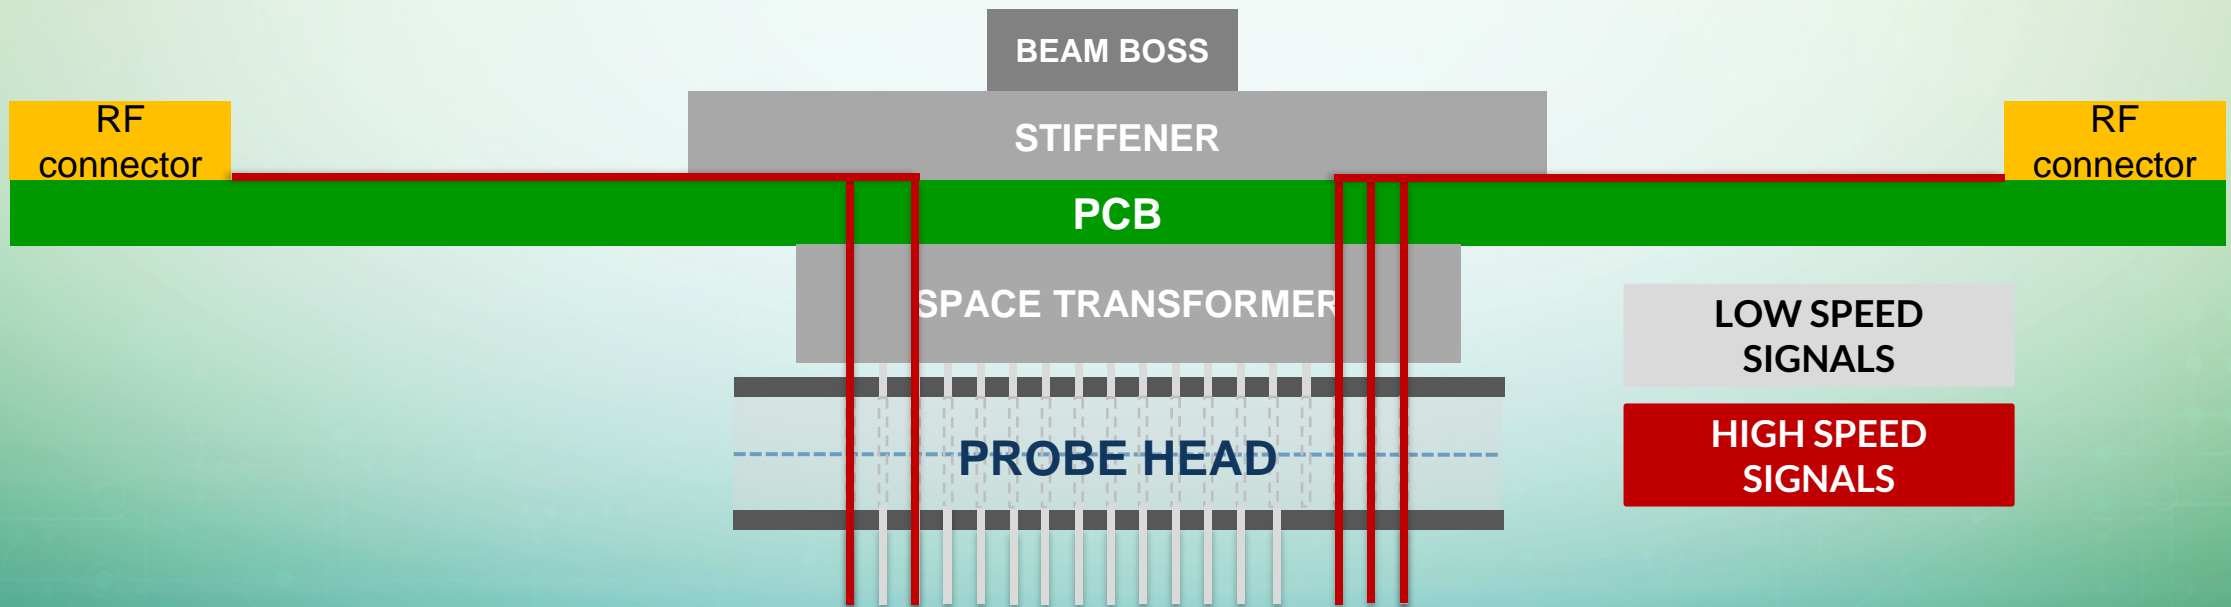 BEAM BOSS
RF
connector
STIFFENER
RF
connector
PCB
SPACE TRANSFORMER
LOW SPEED
SIGNALS
HIGH SPEED
SIGNALS
PROBE HEAD